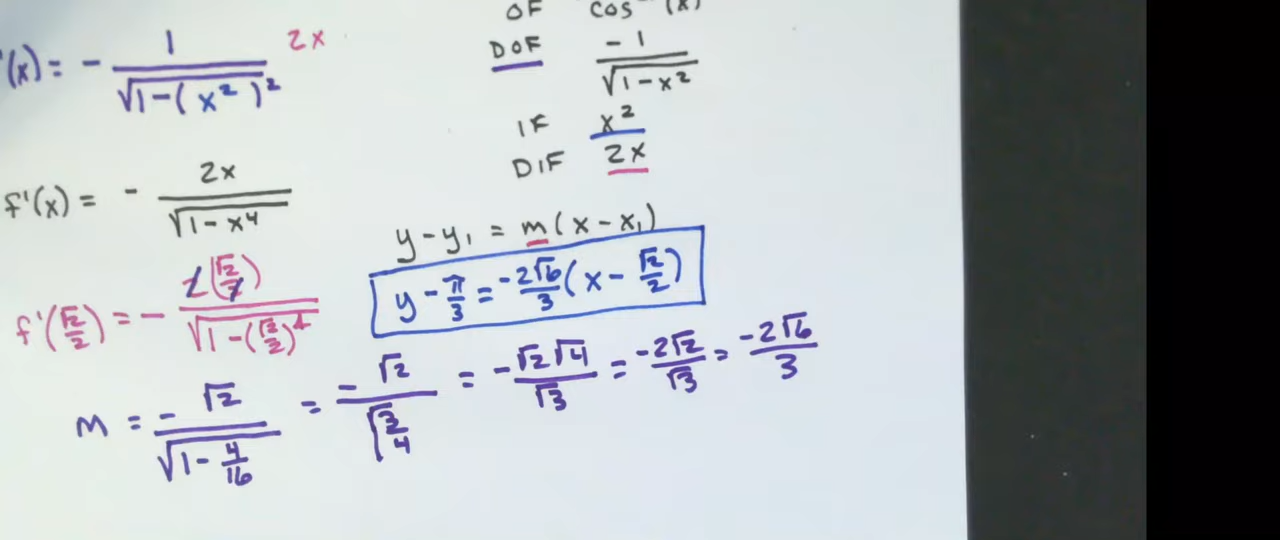 '(x) = - 1 / √1-(x²)² 2x
OF cos (x)
DOF -1 / √1-x²
IF x²
DIF 2x
f'(x) = - 2x / √1-x⁴
y-y₁ = m(x-x₁)
y - π/3 = -2√6/3 (x - √2/2)
f'(√2/2) = - 2(√2/2) / √1-(√2/2)⁴
m = - √2 / √1-4/16 = - √2 / √3/4 = - √2√4 / √3 = -2√2 / √3 = -2√6 / 3